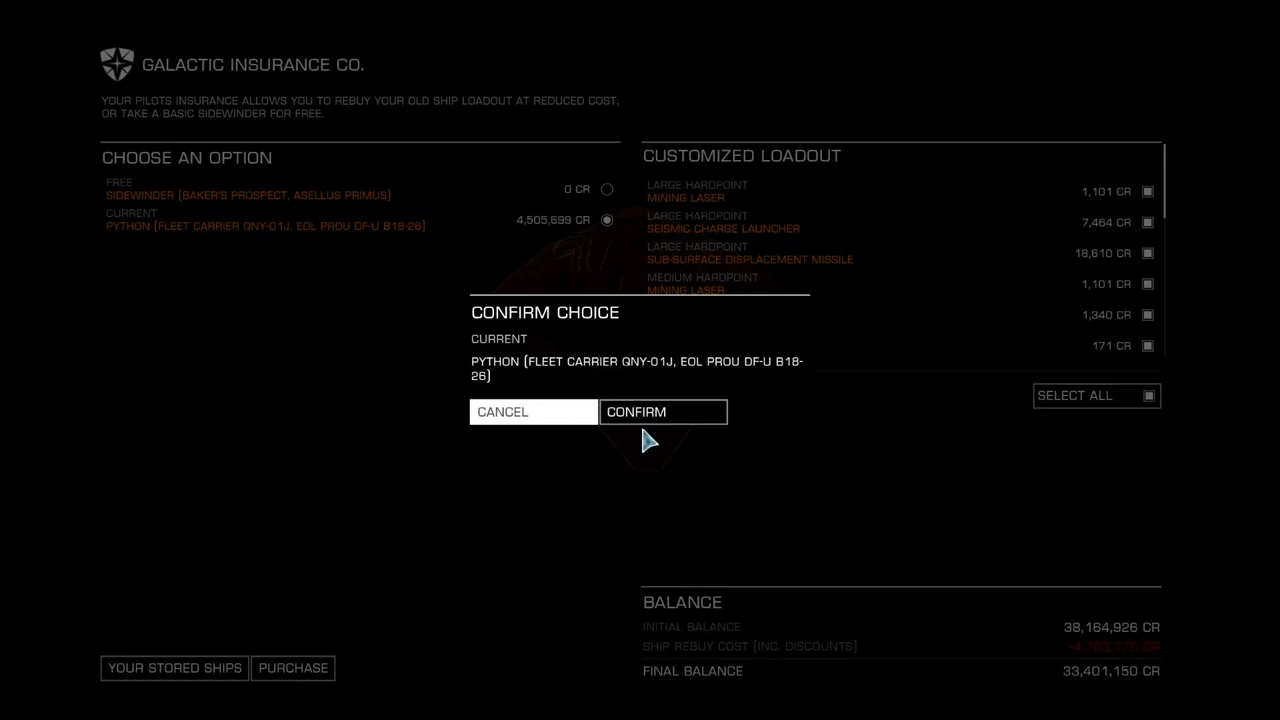 GALACTIC INSURANCE CO.
YOUR PILOTS INSURANCE ALLOWS YOU TO REBUY YOUR OLD SHIP LOADOUT AT REDUCED COST,
OR TAKE A BASIC SIDEWINDER FOR FREE.
CHOOSE AN OPTION
FREE
SIDEWINDER (BAKER'S PROSPECT, ASELLUS PRIMUS)
0 CR
CURRENT
PYTHON (FLEET CARRIER QNY-01J, EOL PROU DF-U B18-26)
4,505,699 CR
CUSTOMIZED LOADOUT
LARGE HARDPOINT
MINING LASER
1,101 CR
LARGE HARDPOINT
SEISMIC CHARGE LAUNCHER
7,464 CR
LARGE HARDPOINT
SUB-SURFACE DISPLACEMENT MISSILE
18,610 CR
MEDIUM HARDPOINT
MINING LASER
1,101 CR
1,340 CR
171 CR
SELECT ALL
CONFIRM CHOICE
CURRENT
PYTHON (FLEET CARRIER QNY-01J, EOL PROU DF-U B18-
26)
CANCEL
CONFIRM
BALANCE
INITIAL BALANCE
38,164,926 CR
SHIP REBUY COST [INC. DISCOUNTS]
-4,763,776 CR
FINAL BALANCE
33,401,150 CR
YOUR STORED SHIPS
PURCHASE